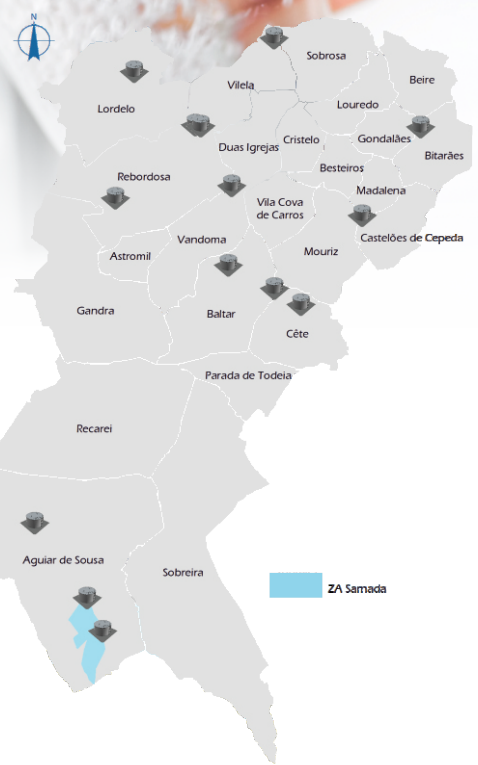 N
Sobrosa
Beire
Vilela
Louredo
Lordelo
Gondalães
Cristelo
Duas Igrejas
Bitarães
Besteiros
Rebordosa
Madalena
Vila Cova
de Carros
Vandoma
Castelões de Cepeda
Mouriz
Astromil
Gandra
Baltar
Cête
Parada de Todeia
Recarei
Aguiar de Sousa
Sobreira
ZA Samada